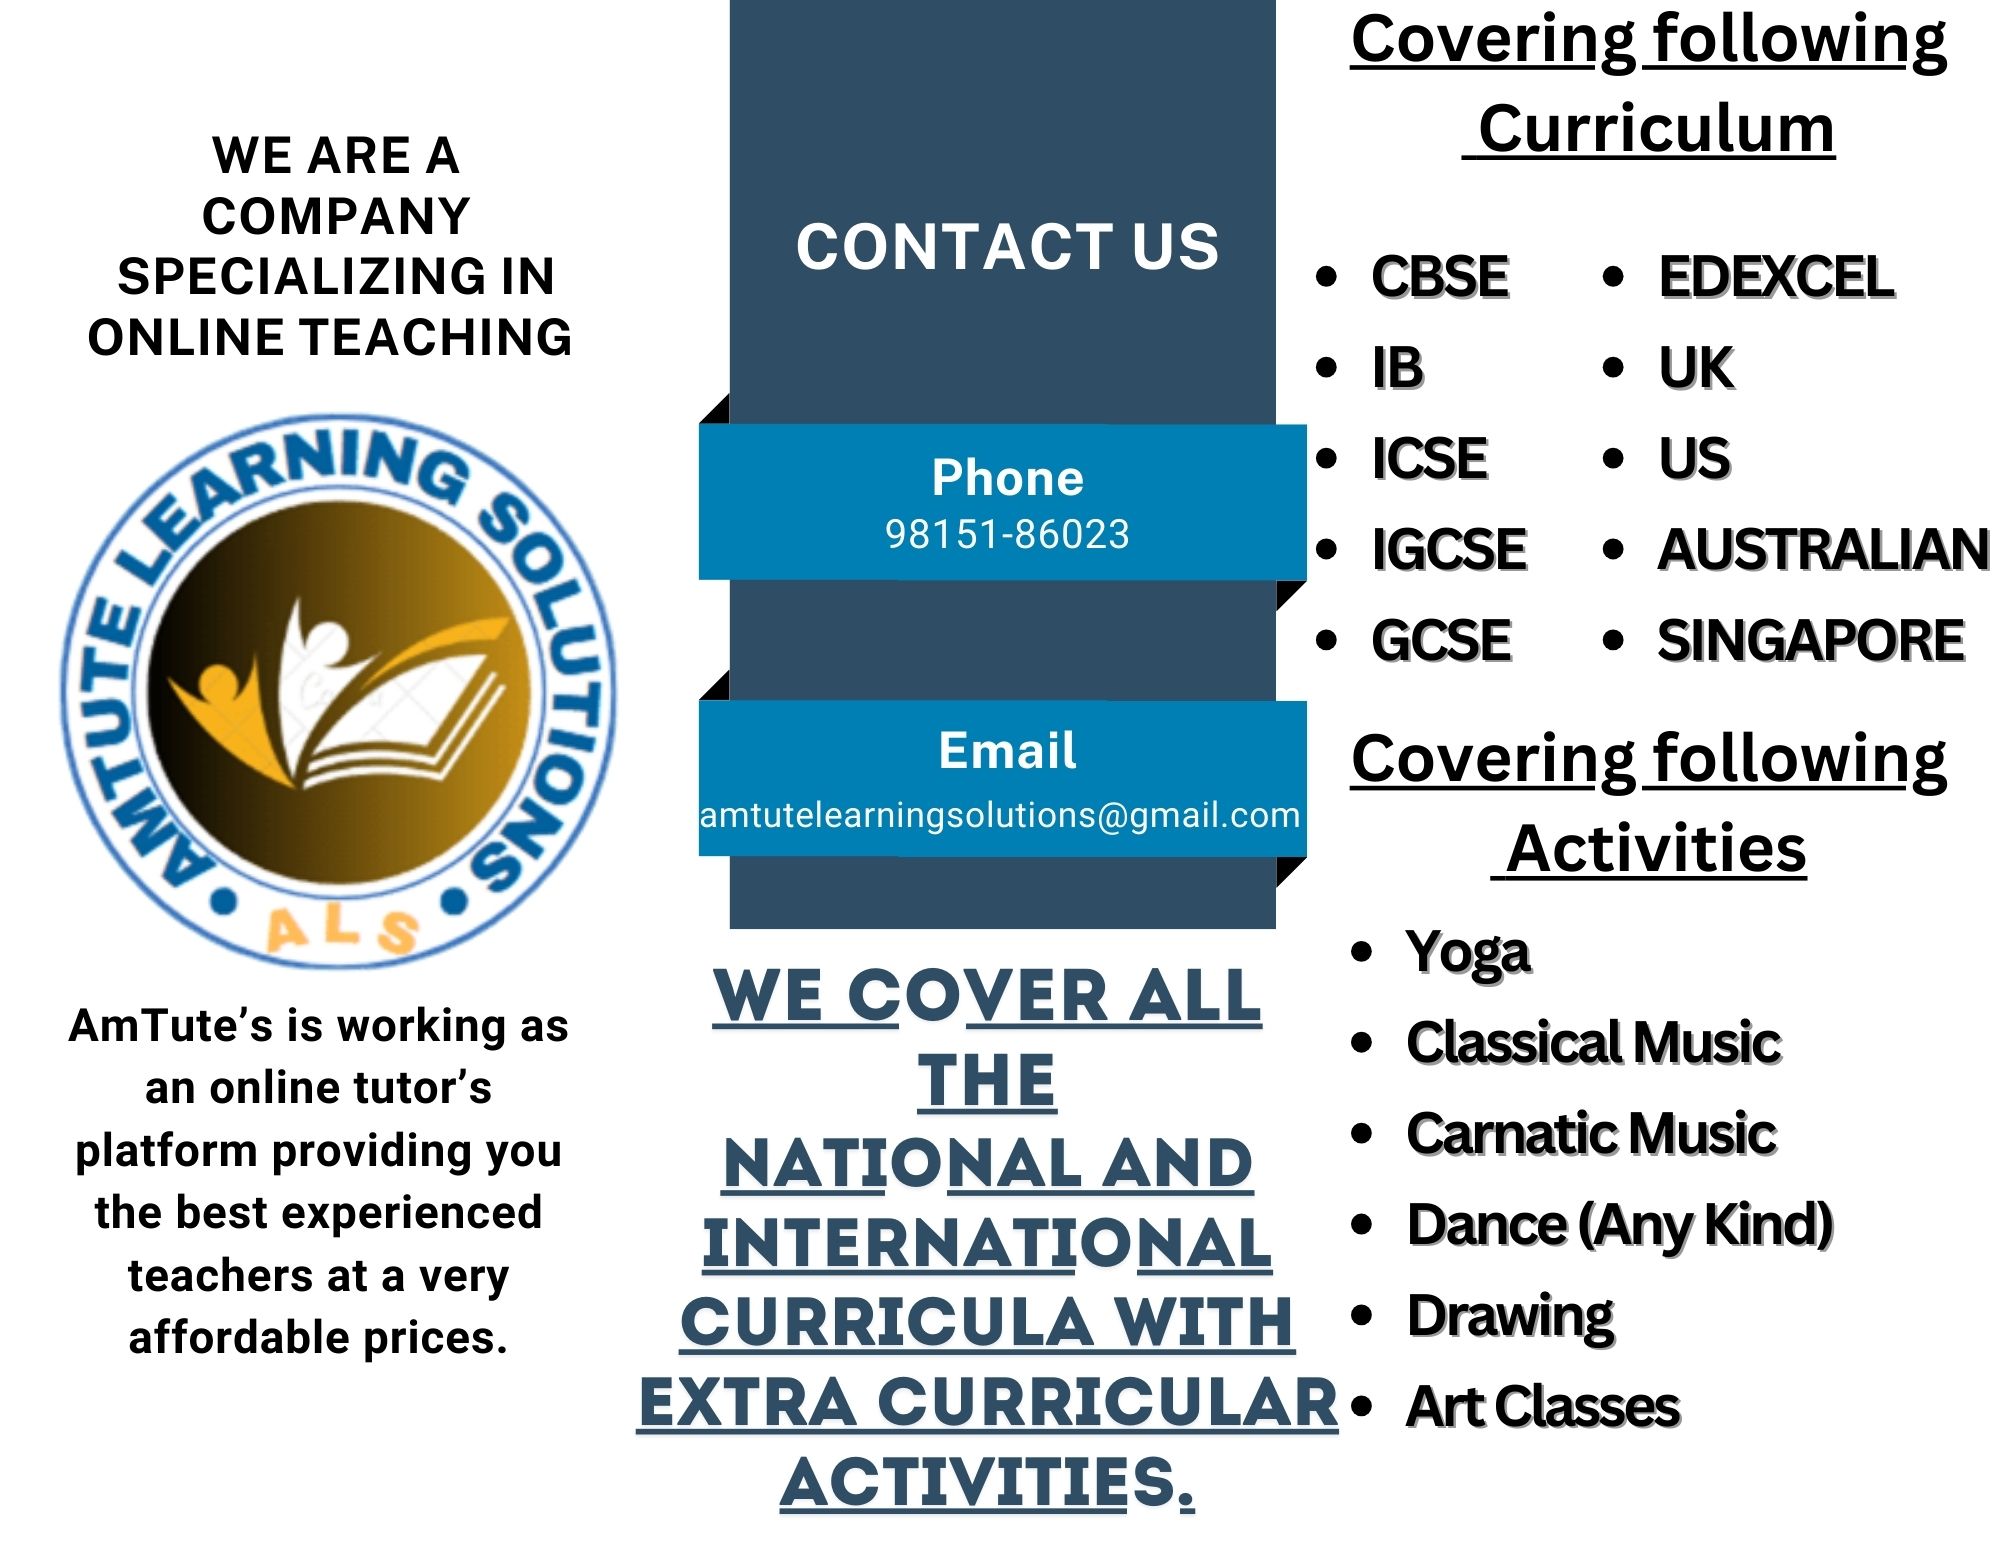 WE ARE A
COMPANY
SPECIALIZING IN
ONLINE TEACHING
AMTUTE LEARNING SOLUTIONS
ALS
AmTute’s is working as
an online tutor’s
platform providing you
the best experienced
teachers at a very
affordable prices.
CONTACT US
Phone
98151-86023
Email
amtutelearningsolutions@gmail.com
WE COVER ALL
THE
NATIONAL AND
INTERNATIONAL
CURRICULA WITH
EXTRA CURRICULAR
ACTIVITIES.
Covering following
Curriculum
CBSE
IB
ICSE
IGCSE
GCSE
EDEXCEL
UK
US
AUSTRALIAN
SINGAPORE
Covering following
Activities
Yoga
Classical Music
Carnatic Music
Dance (Any Kind)
Drawing
Art Classes